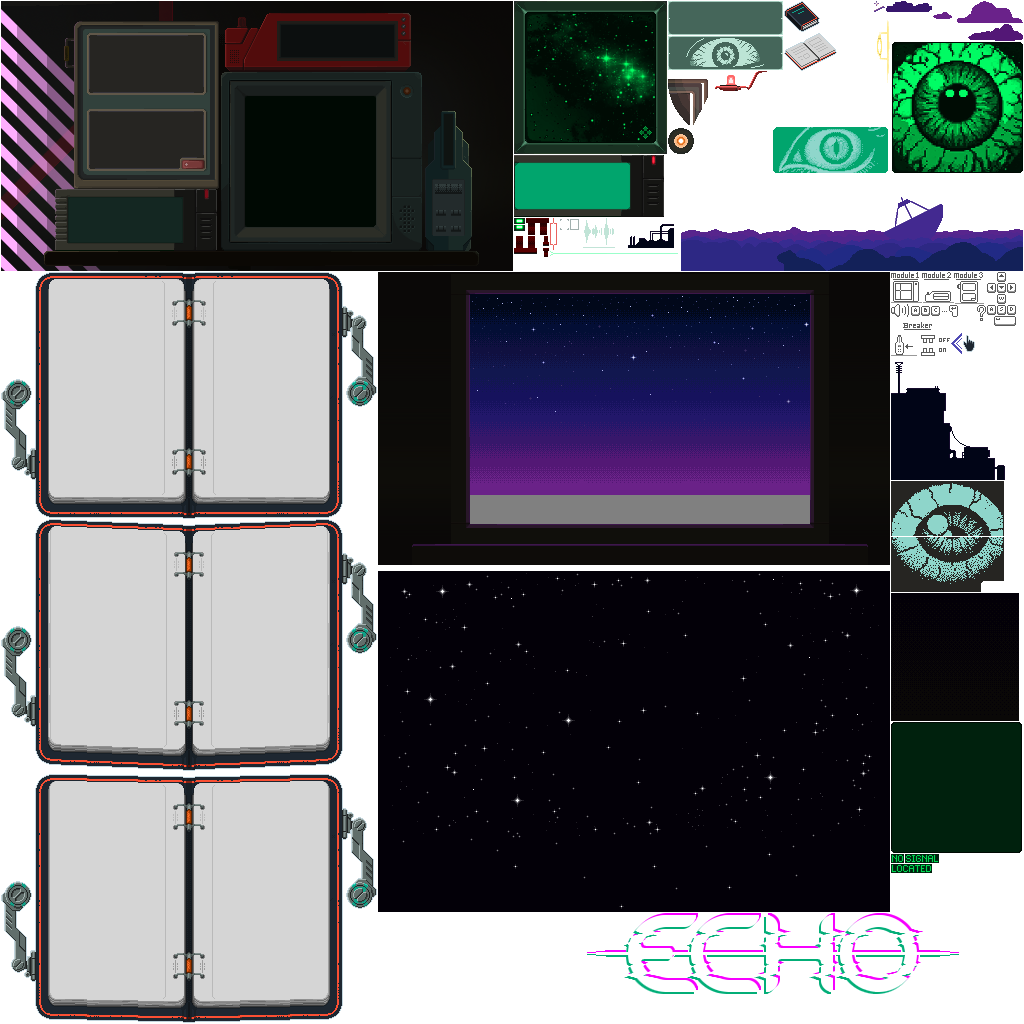 Module1 Module2 Module3
W
A B C ... A S D
?
Breaker
OFF
ON
NO SIGNAL
LOCATED
ECHO